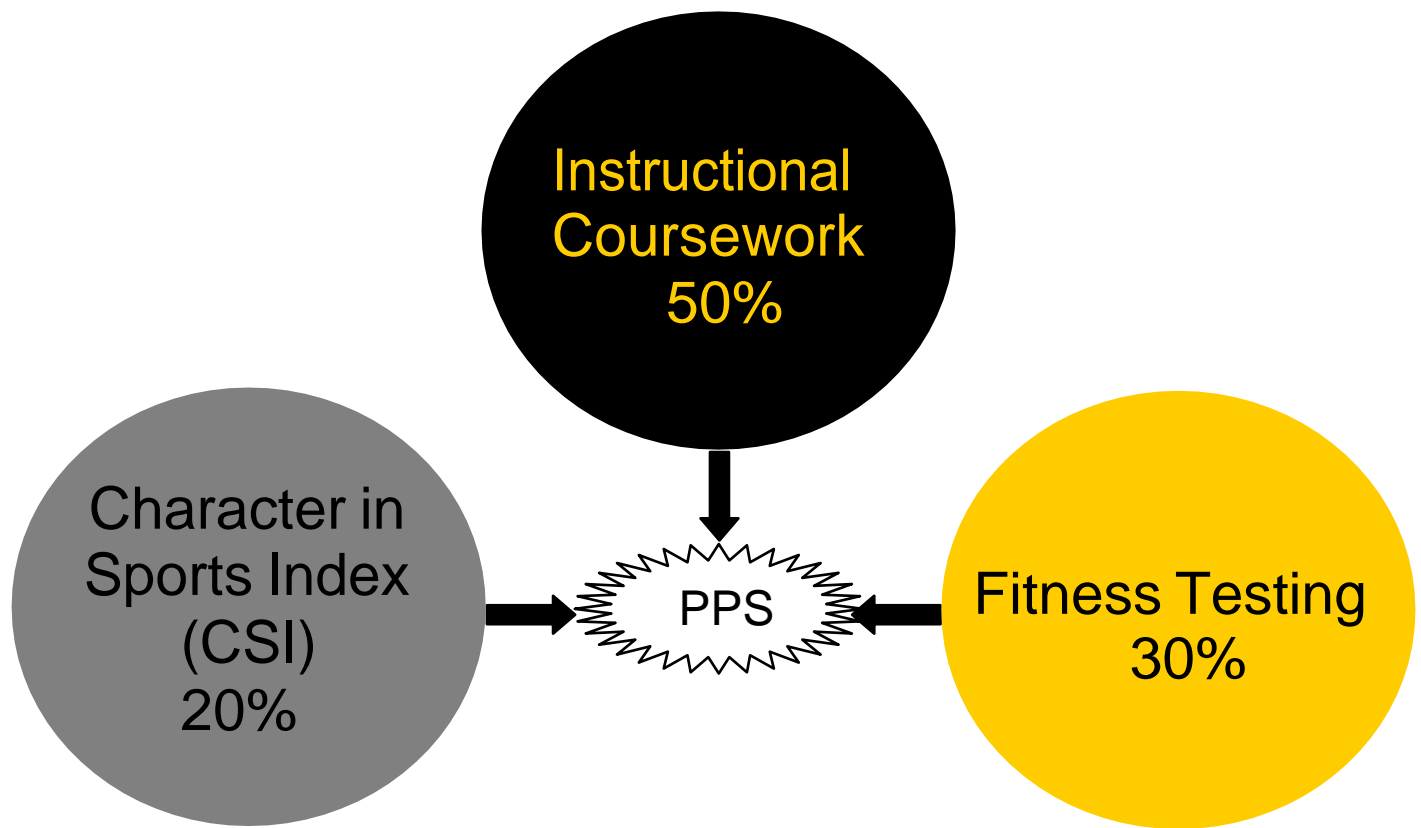 Instructional
Coursework
50%
Character in
Sports Index
(CSI)
20%
PPS
Fitness Testing
30%